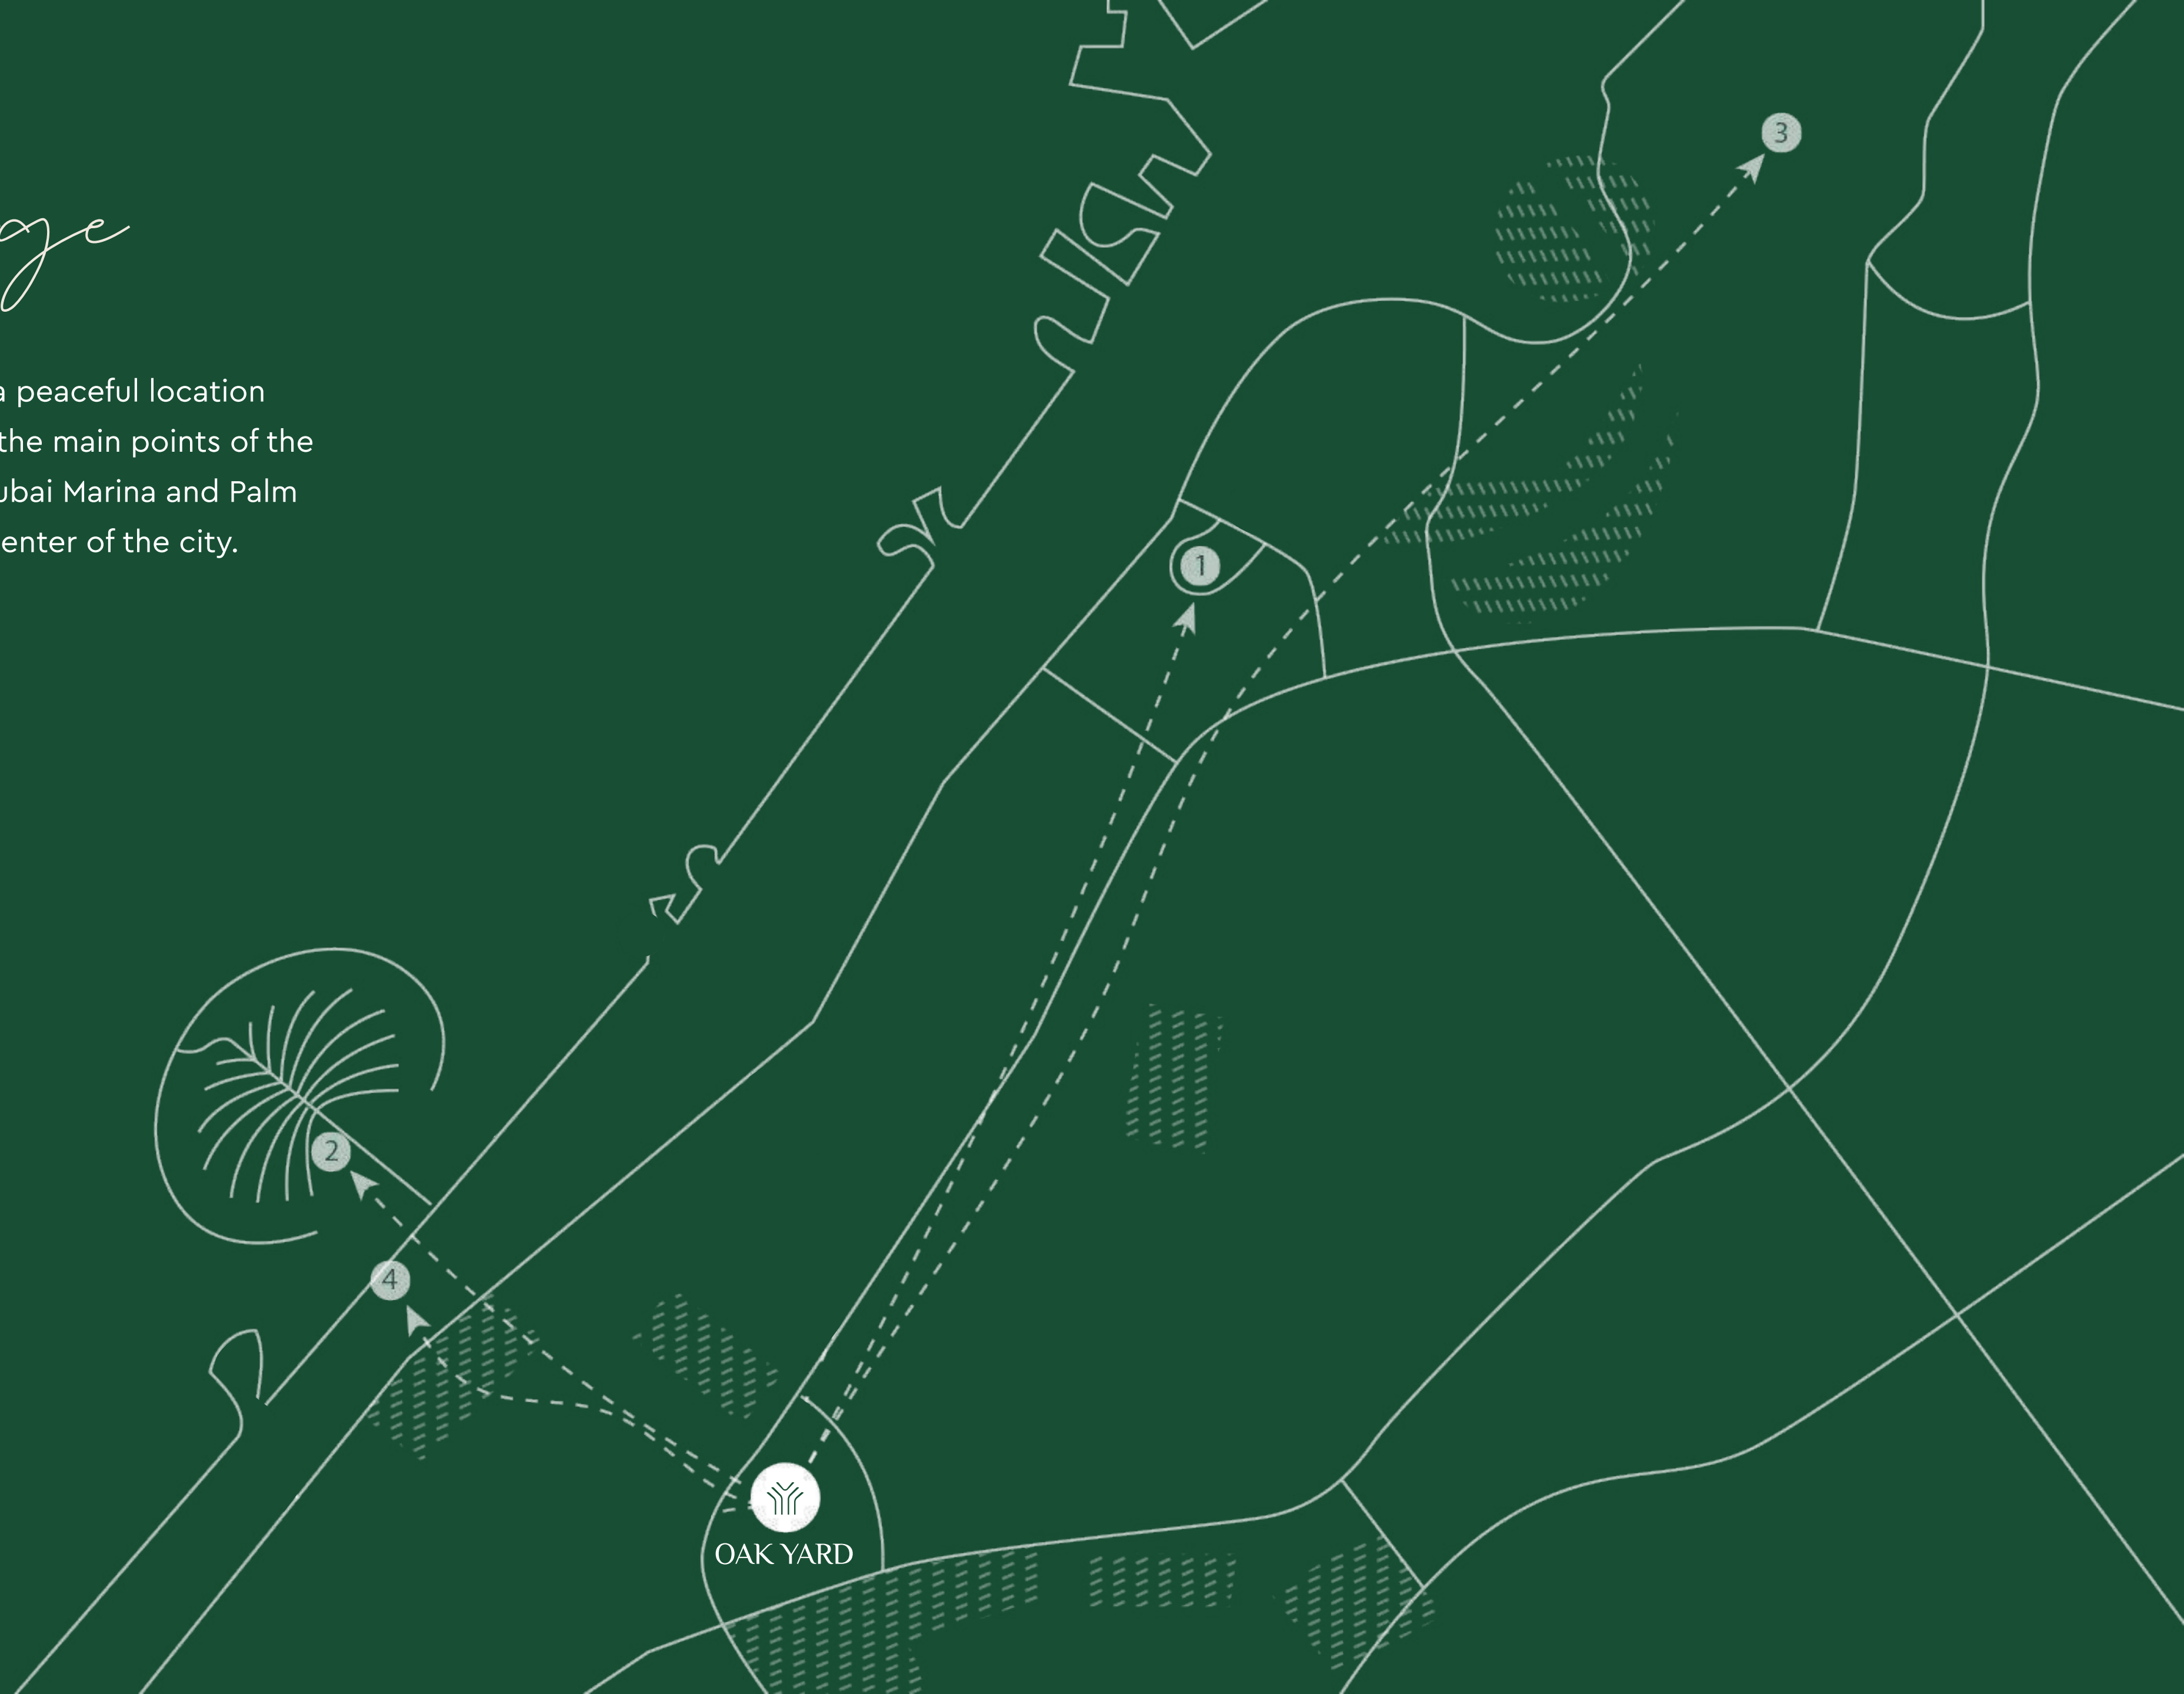 ge
a peaceful location
the main points of the
ubai Marina and Palm
enter of the city.
3
1
2
4
OAK YARD